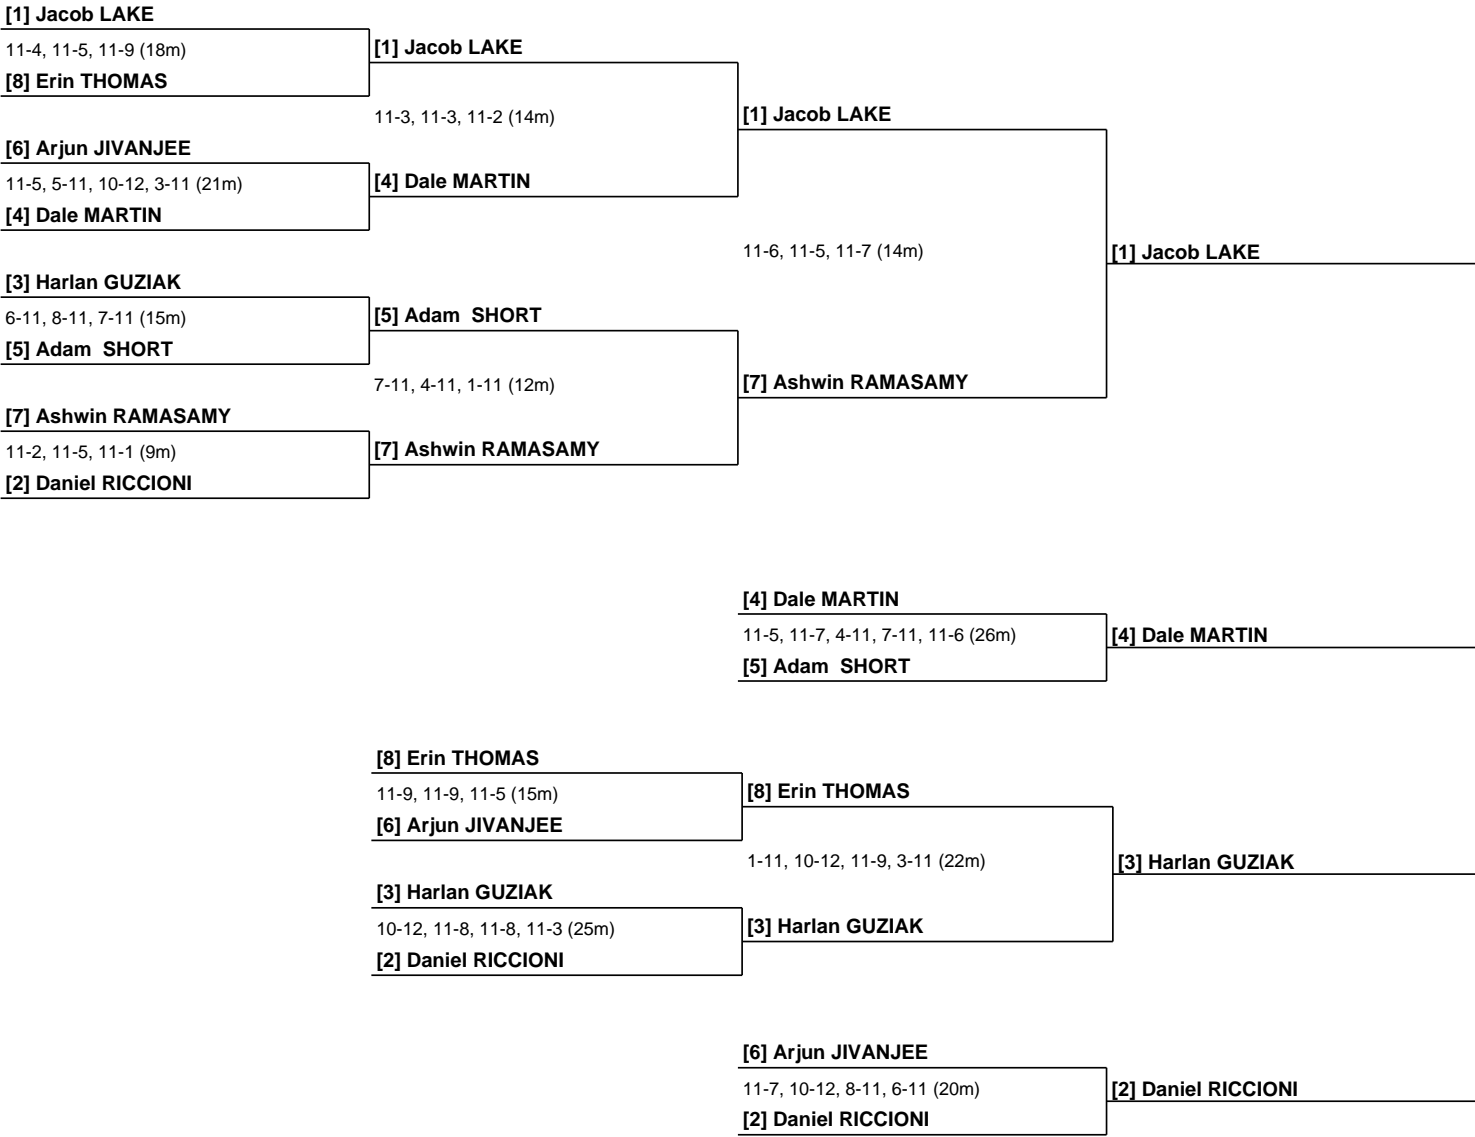 [1] Jacob LAKE
11-4, 11-5, 11-9 (18m)
[8] Erin THOMAS
[1] Jacob LAKE
11-3, 11-3, 11-2 (14m)
[6] Arjun JIVANJEE
11-5, 5-11, 10-12, 3-11 (21m)
[4] Dale MARTIN
[4] Dale MARTIN
[1] Jacob LAKE
11-6, 11-5, 11-7 (14m)
[1] Jacob LAKE
[3] Harlan GUZIAK
6-11, 8-11, 7-11 (15m)
[5] Adam  SHORT
[5] Adam  SHORT
7-11, 4-11, 1-11 (12m)
[7] Ashwin RAMASAMY
[7] Ashwin RAMASAMY
11-2, 11-5, 11-1 (9m)
[2] Daniel RICCIONI
[7] Ashwin RAMASAMY
[4] Dale MARTIN
11-5, 11-7, 4-11, 7-11, 11-6 (26m)
[5] Adam  SHORT
[4] Dale MARTIN
[8] Erin THOMAS
11-9, 11-9, 11-5 (15m)
[6] Arjun JIVANJEE
[8] Erin THOMAS
1-11, 10-12, 11-9, 3-11 (22m)
[3] Harlan GUZIAK
[3] Harlan GUZIAK
10-12, 11-8, 11-8, 11-3 (25m)
[2] Daniel RICCIONI
[3] Harlan GUZIAK
[6] Arjun JIVANJEE
11-7, 10-12, 8-11, 6-11 (20m)
[2] Daniel RICCIONI
[2] Daniel RICCIONI